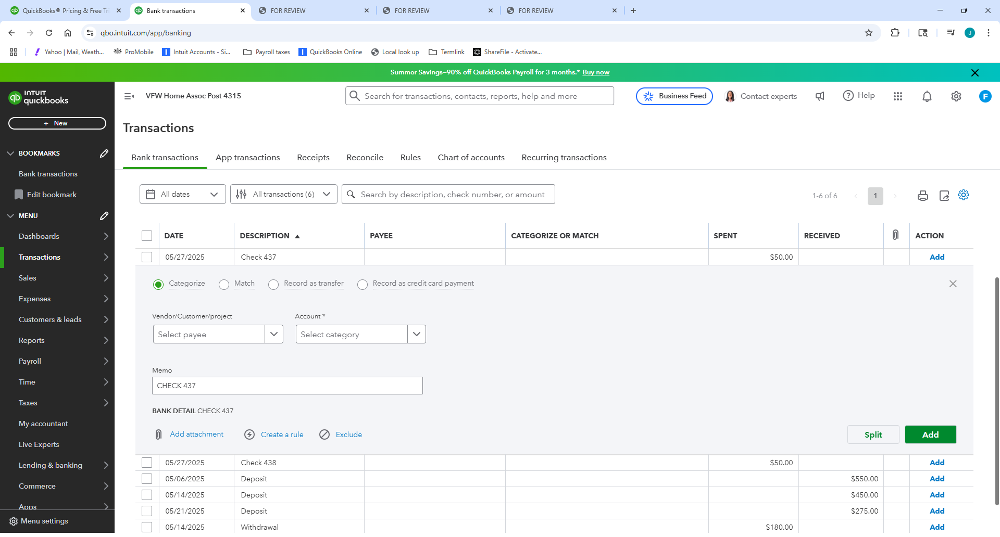 QuickBooks® Pricing & Free Tri
Bank transactions
FOR REVIEW
FOR REVIEW
FOR REVIEW
qbo.intuit.com/app/banking
J
Yahoo | Mail, Weath...
ProMobile
Intuit Accounts - Si...
Payroll taxes
QuickBooks Online
Local look up
Termlink
ShareFile - Activate...
Summer Savings—90% off QuickBooks Payroll for 3 months.* Buy now
INTUIT
quickbooks
VFW Home Assoc Post 4315
Search for transactions, contacts, reports, help and more
Business Feed
Contact experts
Help
F
+ New
Transactions
BOOKMARKS
Bank transactions
Edit bookmark
MENU
Dashboards
Transactions
Sales
Expenses
Customers & leads
Reports
Payroll
Time
Taxes
My accountant
Live Experts
Lending & banking
Commerce
Apps
Menu settings
Bank transactions
App transactions
Receipts
Reconcile
Rules
Chart of accounts
Recurring transactions
All dates
All transactions (6)
Search by description, check number, or amount
1-6 of 6
1
DATE DESCRIPTION PAYEE CATEGORIZE OR MATCH SPENT RECEIVED ACTION
05/27/2025 Check 437 $50.00 Add
Categorize Match Record as transfer Record as credit card payment
Vendor/Customer/project Account *
Select payee Select category
Memo
CHECK 437
BANK DETAIL CHECK 437
Add attachment Create a rule Exclude Split Add
05/27/2025 Check 438 $50.00 Add
05/06/2025 Deposit $550.00 Add
05/14/2025 Deposit $450.00 Add
05/21/2025 Deposit $275.00 Add
05/14/2025 Withdrawal $180.00 Add